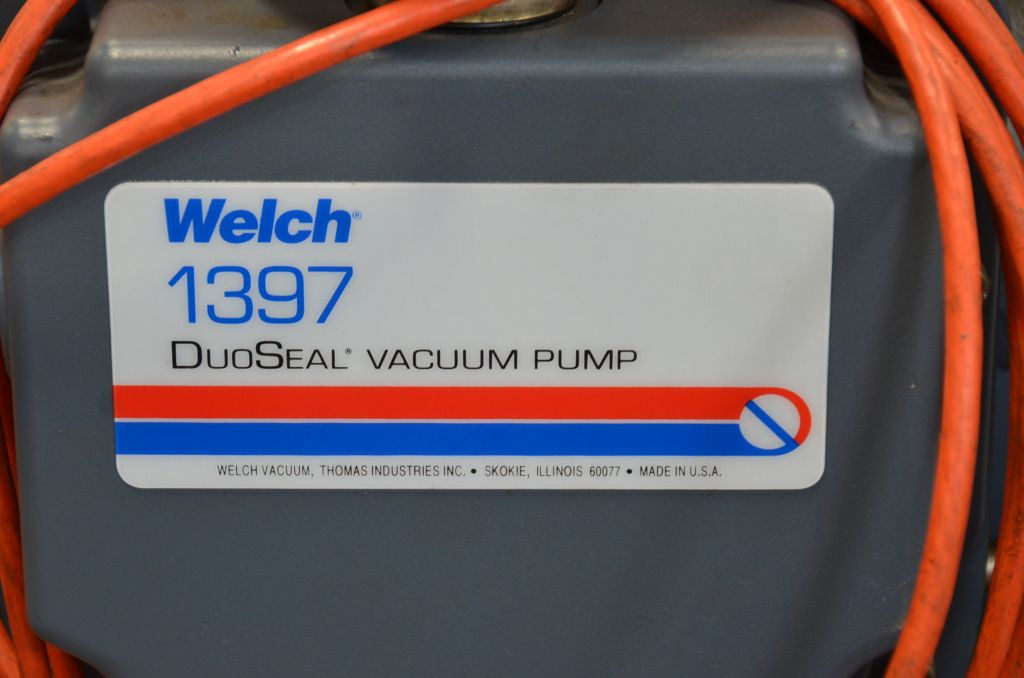 Welch®
1397
DUOSEAL® VACUUM PUMP
WELCH VACUUM, THOMAS INDUSTRIES INC. • SKOKIE, ILLINOIS 60077 • MADE IN U.S.A.